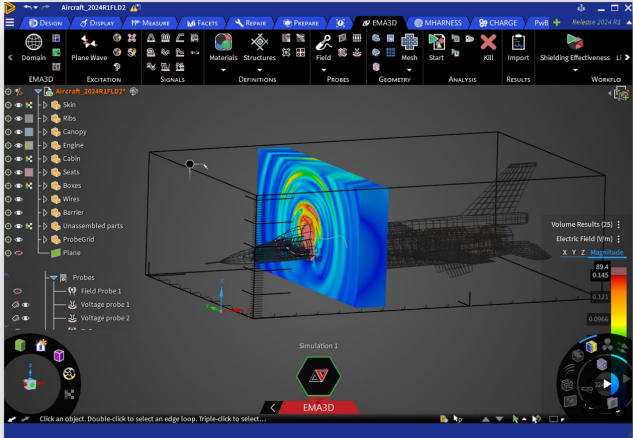 Aircraft_2024R1FLD2
DESIGN DISPLAY MEASURE FACETS REPAIR PREPARE EMA3D MHARNESS CHARGE PwB Release 2024 R1
Domain Plane Wave Materials Structures Field Mesh Start Kill Import Shielding Effectiveness Li
EMA3D EXCITATION SIGNALS DEFINITIONS PROBES GEOMETRY ANALYSIS RESULTS WORKFLO
Aircraft_2024R1FLD2*
Skin
Ribs
Canopy
Engine
Cabin
Seats
Boxes
Wires
Barrier
Unassembled parts
ProbeGrid
Plane
Probes
Field Probe 1
Voltage probe 1
Voltage probe 2
Volume Results (25)
Electric Field (V/m)
X Y Z Magnitude
89.4
0.145
0.121
0.0966
Simulation 1
EMA3D
Click an object. Double-click to select an edge loop. Triple-click to select...